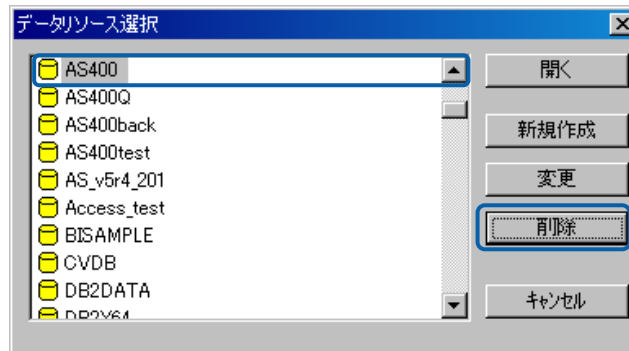 データリソース選択
AS400
AS400Q
AS400back
AS400test
AS_v5r4_201
Access_test
BISAMPLE
CVDB
DB2DATA
DB2V64
開く
新規作成
変更
削除
キャンセル